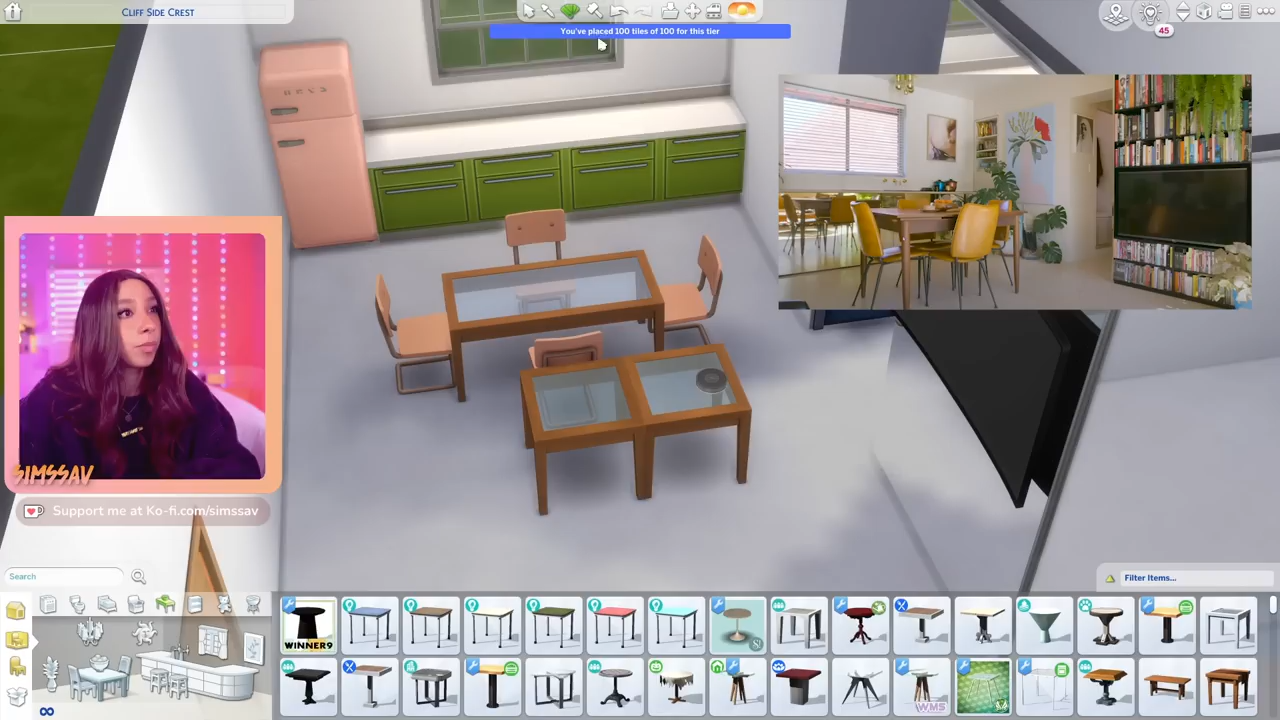 CLIFF SIDE CREST
You've placed 100 tiles of 100 for this tier
45
SIMSSAV
Support me at Ko-fi.com/simssav
Search
Filter Items...
WINNER9
WMS